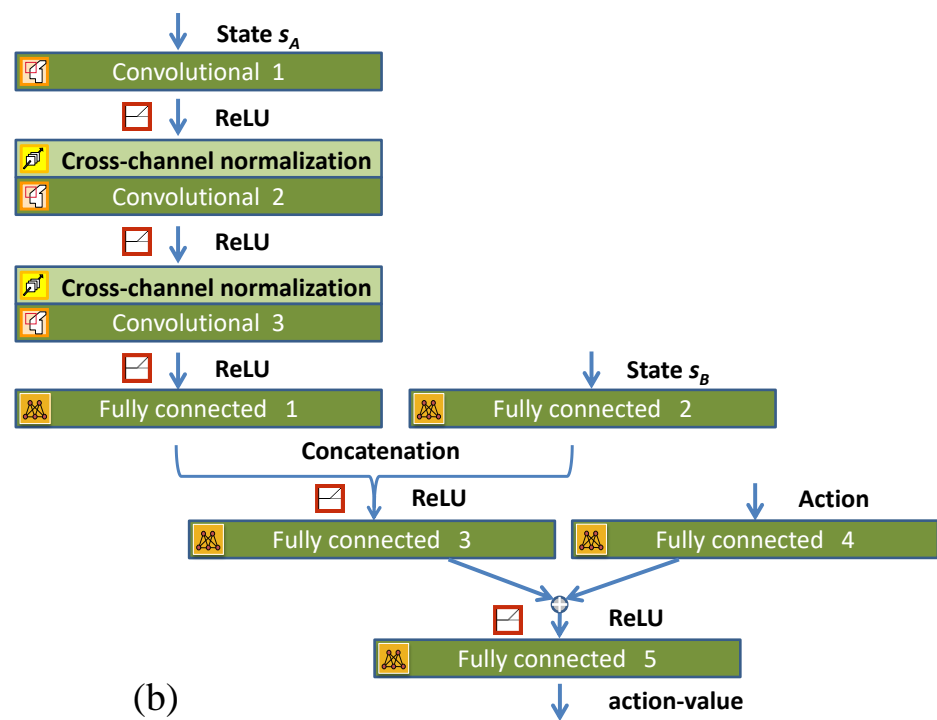 State s_A
Convolutional 1
ReLU
Cross-channel normalization
Convolutional 2
ReLU
Cross-channel normalization
Convolutional 3
ReLU
State s_B
Fully connected 1
Fully connected 2
Concatenation
ReLU
Action
Fully connected 3
Fully connected 4
ReLU
Fully connected 5
(b)
action-value